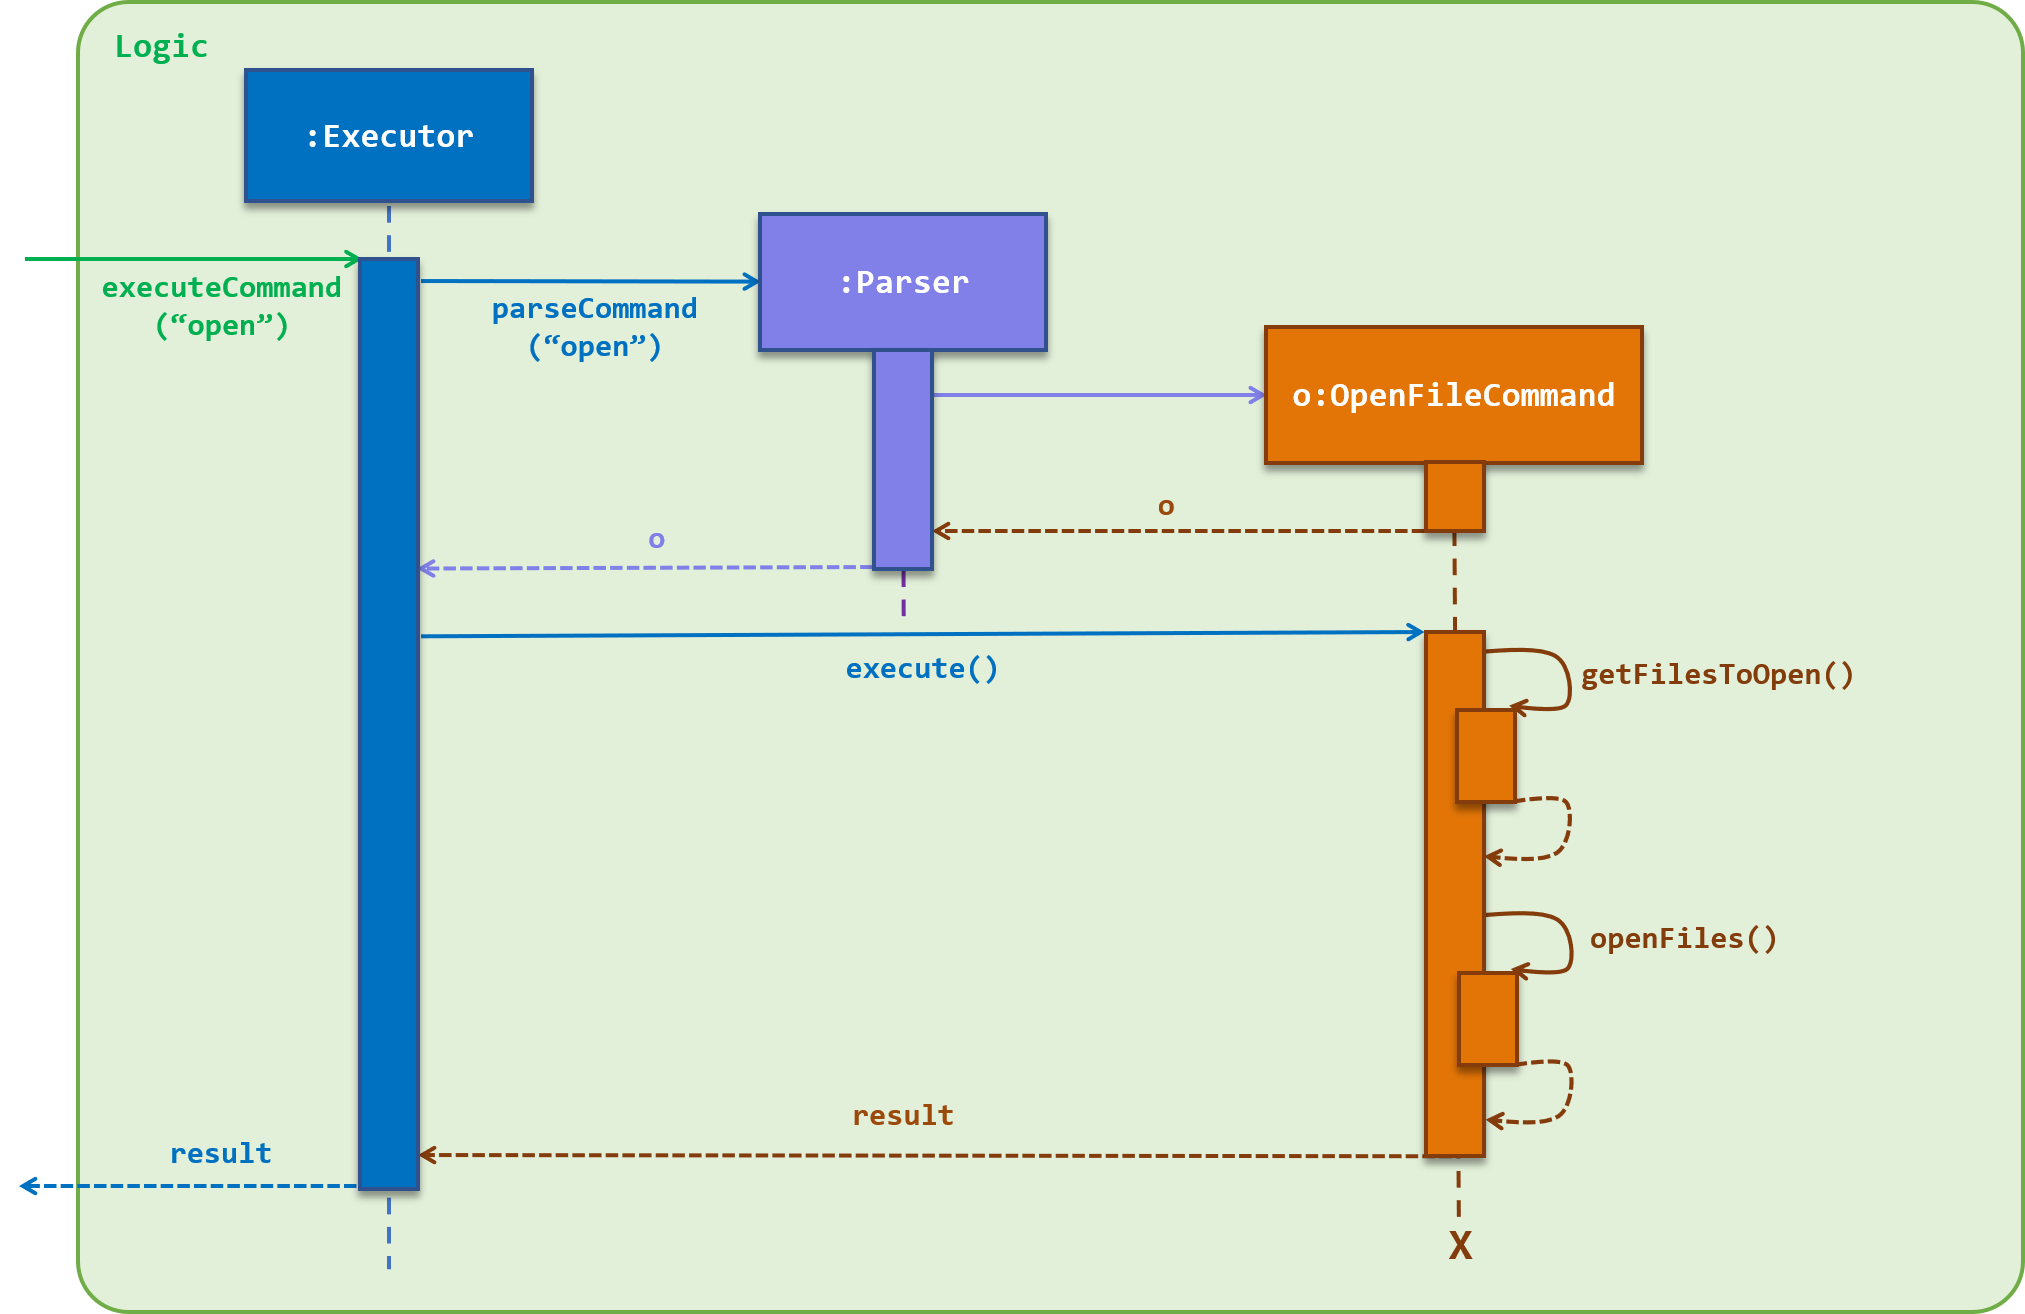 Logic
:Executor
:Parser
executeCommand
(“open”)
parseCommand
(“open”)
o:OpenFileCommand
o
o
execute()
getFilesToOpen()
openFiles()
result
result
X